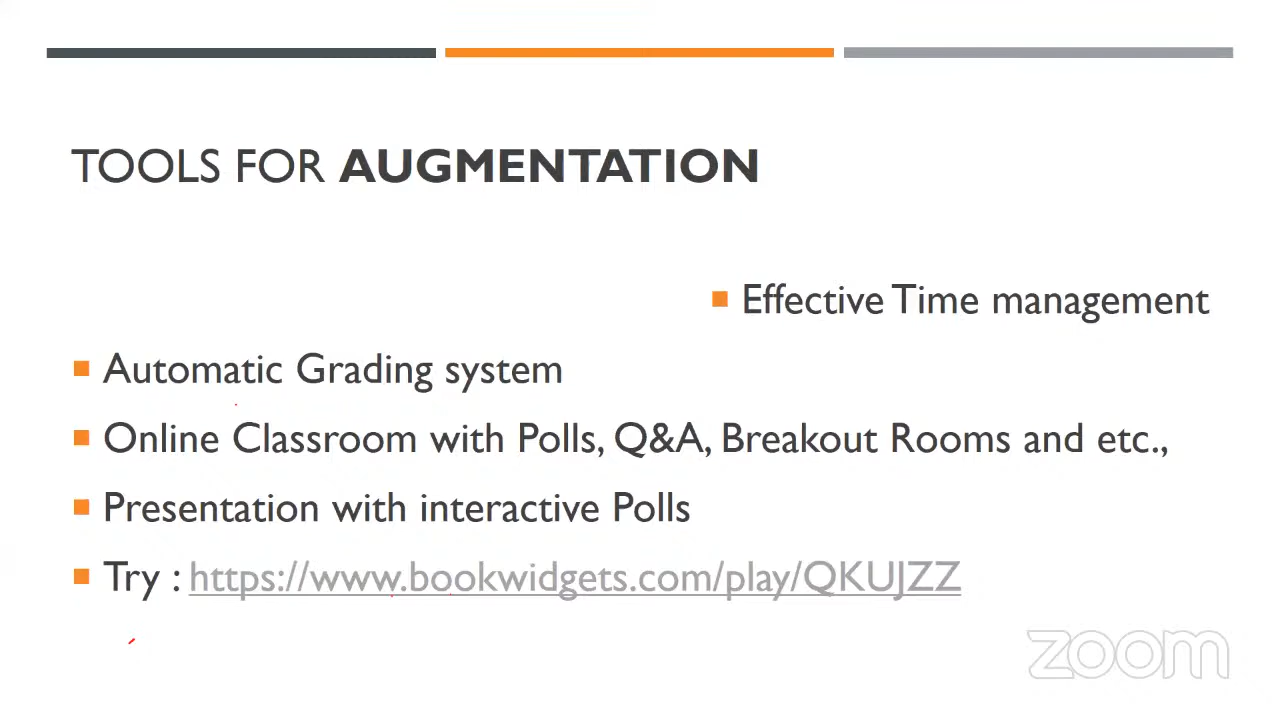 TOOLS FOR AUGMENTATION
Effective Time management
Automatic Grading system
Online Classroom with Polls, Q&A, Breakout Rooms and etc.,
Presentation with interactive Polls
Try : https://www.bookwidgets.com/play/QKUJZZ
zoom